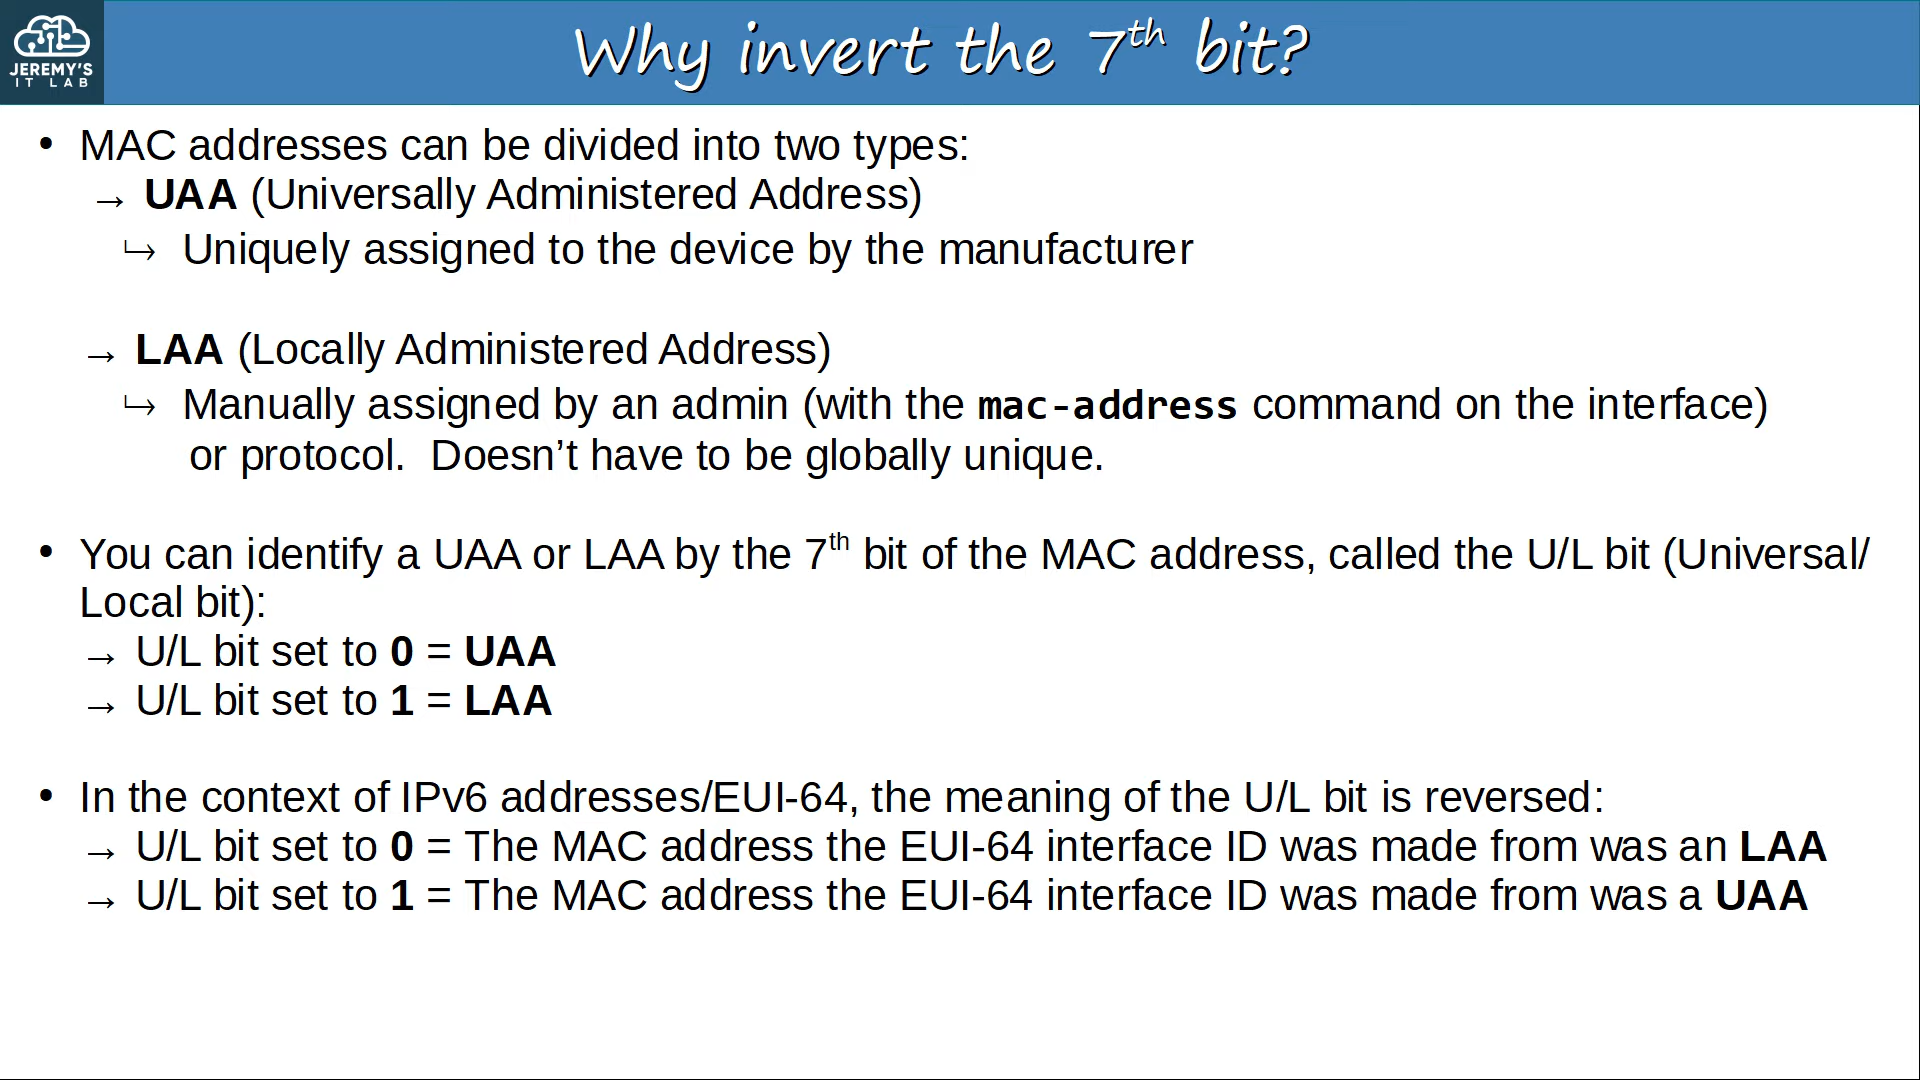 JEREMY'S
IT LAB
Why invert the 7th bit?
• MAC addresses can be divided into two types:
→ UAA (Universally Administered Address)
↪ Uniquely assigned to the device by the manufacturer
→ LAA (Locally Administered Address)
↪ Manually assigned by an admin (with the mac-address command on the interface)
or protocol. Doesn’t have to be globally unique.
• You can identify a UAA or LAA by the 7th bit of the MAC address, called the U/L bit (Universal/
Local bit):
→ U/L bit set to 0 = UAA
→ U/L bit set to 1 = LAA
• In the context of IPv6 addresses/EUI-64, the meaning of the U/L bit is reversed:
→ U/L bit set to 0 = The MAC address the EUI-64 interface ID was made from was an LAA
→ U/L bit set to 1 = The MAC address the EUI-64 interface ID was made from was a UAA